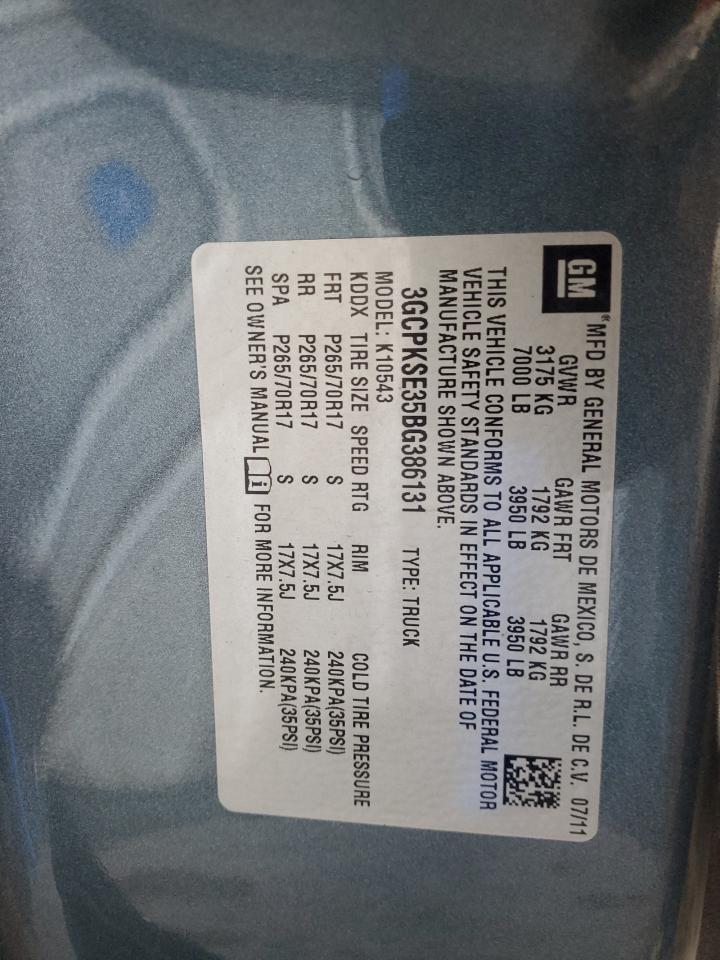 GM ® MFD BY GENERAL MOTORS DE MEXICO, S. DE R.L. DE C.V. 07/11
GVWR GAWR FRT GAWR RR
3175 KG 1792 KG 1792 KG
7000 LB 3950 LB 3950 LB
THIS VEHICLE CONFORMS TO ALL APPLICABLE U.S. FEDERAL MOTOR
VEHICLE SAFETY STANDARDS IN EFFECT ON THE DATE OF
MANUFACTURE SHOWN ABOVE.
3GCPKSE35BG386131 TYPE: TRUCK
MODEL: K10543
KDDX TIRE SIZE SPEED RTG RIM COLD TIRE PRESSURE
FRT P265/70R17 S 17X7.5J 240KPA(35PSI)
RR P265/70R17 S 17X7.5J 240KPA(35PSI)
SPA P265/70R17 S 17X7.5J 240KPA(35PSI)
SEE OWNER'S MANUAL i FOR MORE INFORMATION.